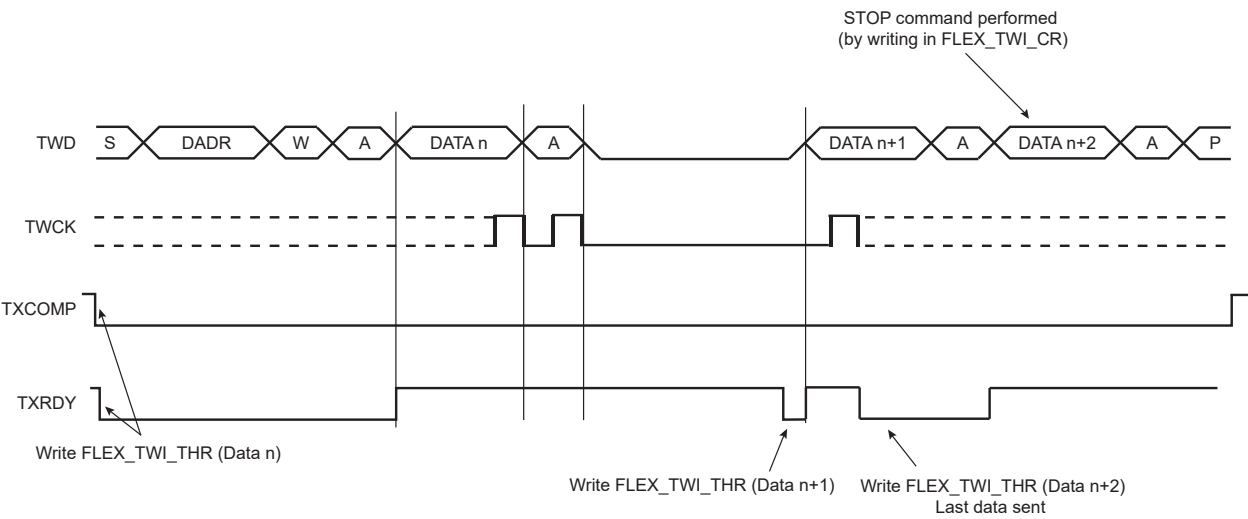 STOP command performed
(by writing in FLEX_TWI_CR)
TWD S DADR W A DATA n A DATA n+1 A DATA n+2 A P
TWCK
TXCOMP
TXRDY
Write FLEX_TWI_THR (Data n)
Write FLEX_TWI_THR (Data n+1) Write FLEX_TWI_THR (Data n+2)
Last data sent